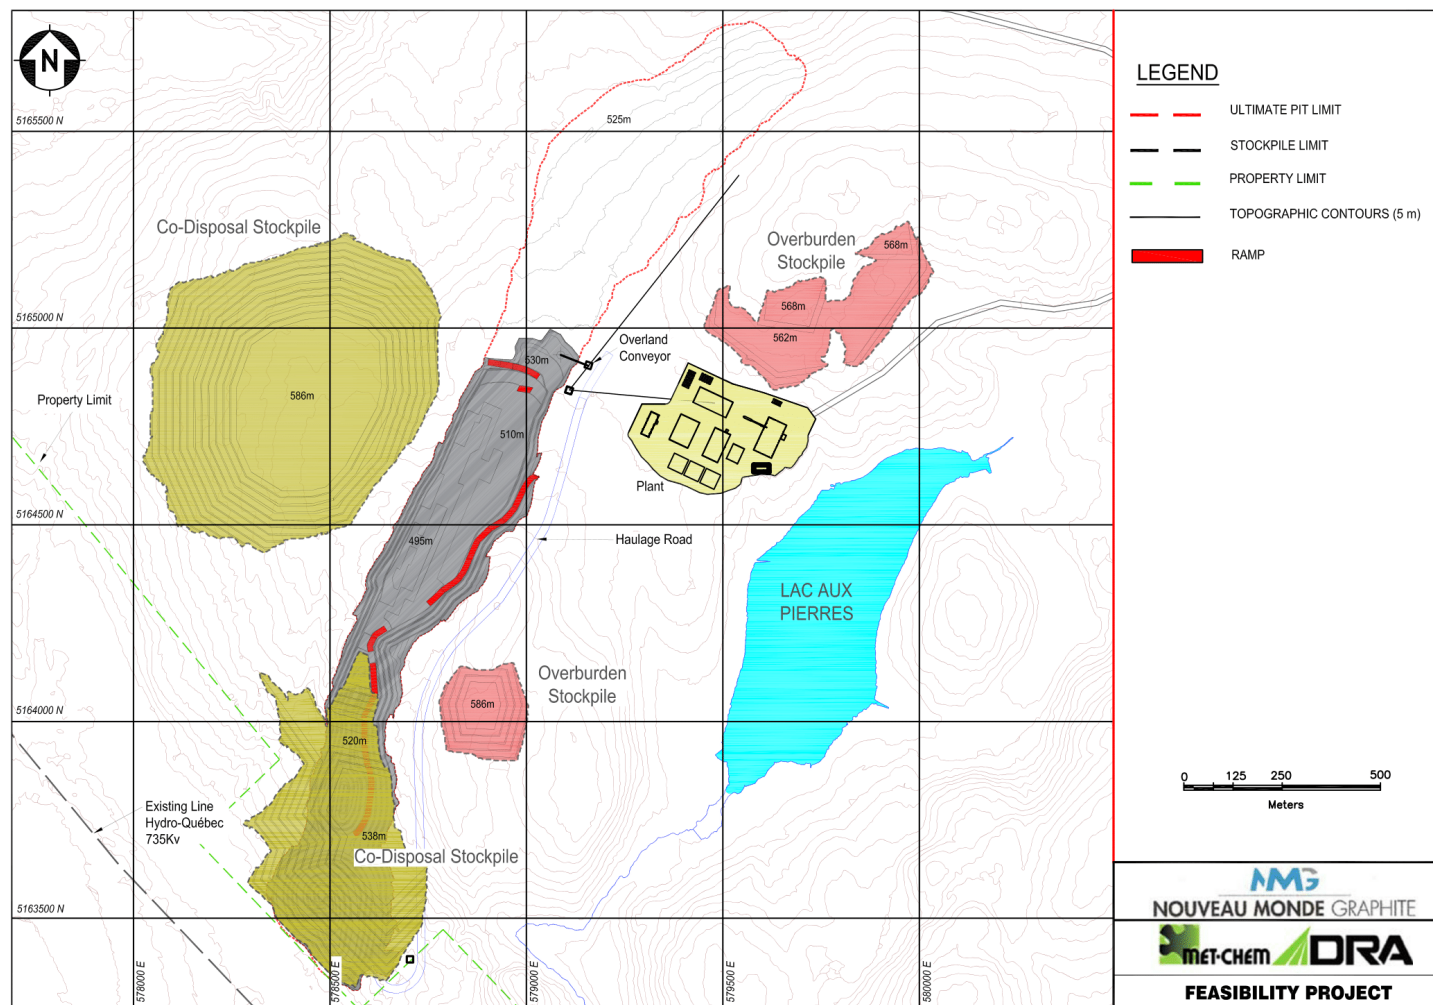 N
5165500 N
525m
Co-Disposal Stockpile
Overburden
Stockpile
568m
568m
562m
5165000 N
Overland
Conveyor
530m
586m
Property Limit
510m
Plant
5164500 N
495m
Haulage Road
LAC AUX
PIERRES
Overburden
Stockpile
586m
5164000 N
520m
Existing Line
Hydro-Québec
735Kv
538m
Co-Disposal Stockpile
5163500 N
578000 E
578500 E
579000 E
579500 E
580000 E
LEGEND
ULTIMATE PIT LIMIT
STOCKPILE LIMIT
PROPERTY LIMIT
TOPOGRAPHIC CONTOURS (5 m)
RAMP
0 125 250 500
Meters
NMG
NOUVEAU MONDE GRAPHITE
MET-CHEM DRA
FEASIBILITY PROJECT